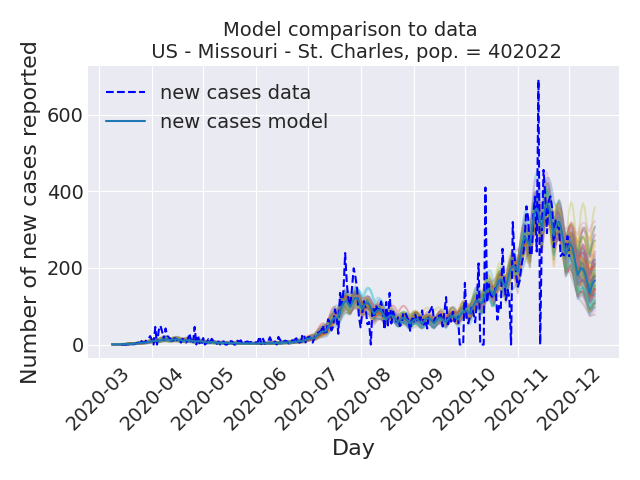 Model comparison to data
US - Missouri - St. Charles, pop. = 402022
Number of new cases reported
600
400
200
0
new cases data
new cases model
2020-03
2020-04
2020-05
2020-06
2020-07
2020-08
2020-09
2020-10
2020-11
2020-12
Day